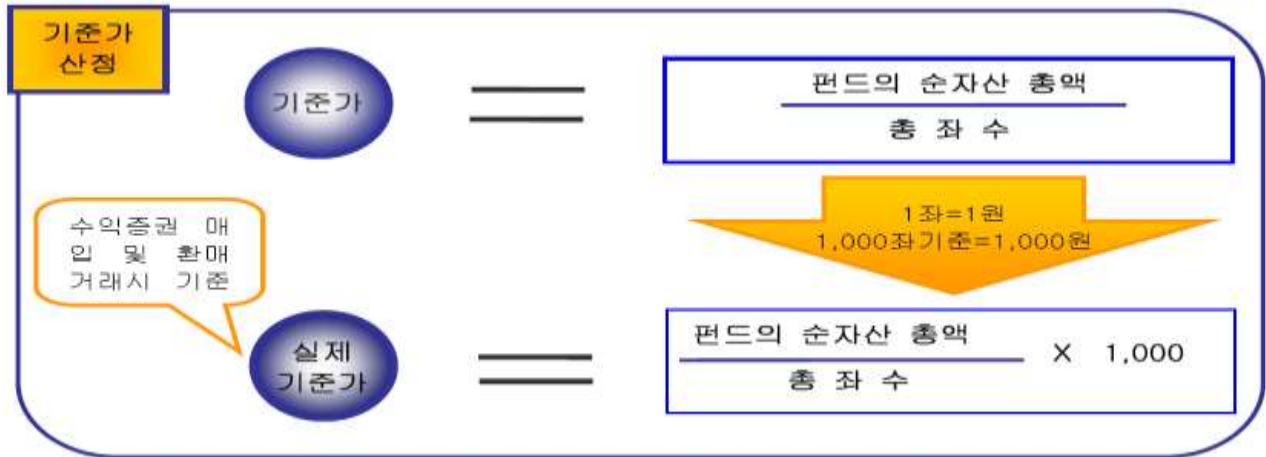 기준가
산정
기준가
펀드의 순자산 총액
총 좌 수
1좌=1원
1,000좌기준=1,000원
수익증권 매
입 및 환매
거래시 기준
실제
기준가
펀드의 순자산 총액
총 좌 수
X 1,000